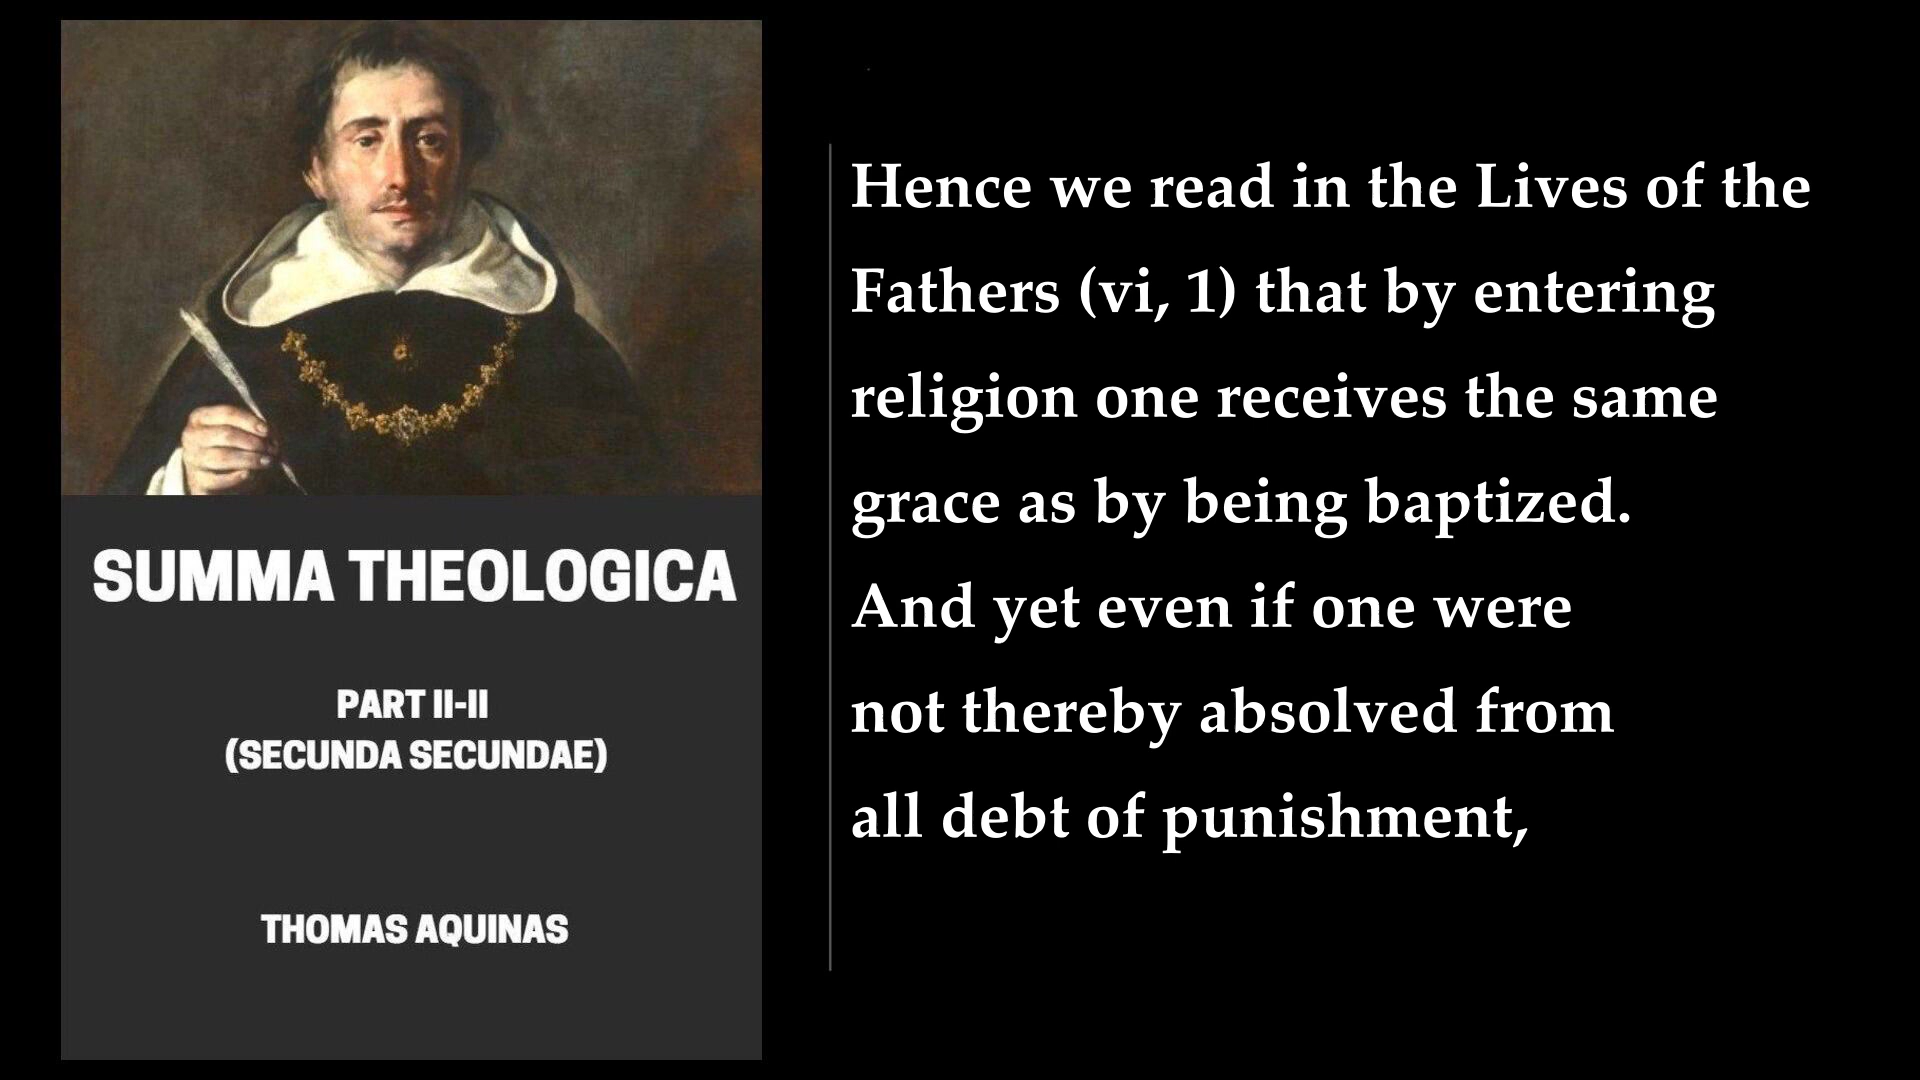 SUMMA THEOLOGICA
PART II-II
(SECUNDA SECUNDAE)
THOMAS AQUINAS
Hence we read in the Lives of the
Fathers (vi, 1) that by entering
religion one receives the same
grace as by being baptized.
And yet even if one were
not thereby absolved from
all debt of punishment,